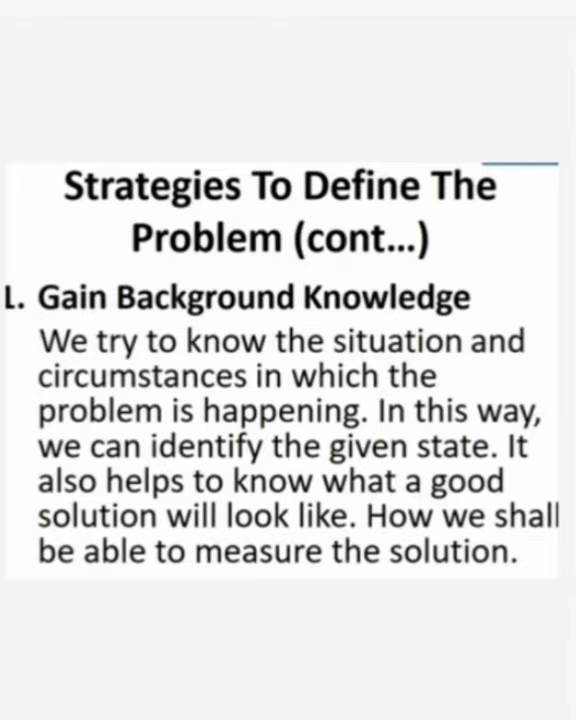 Strategies To Define The
Problem (cont...)
1. Gain Background Knowledge
We try to know the situation and
circumstances in which the
problem is happening. In this way,
we can identify the given state. It
also helps to know what a good
solution will look like. How we shall
be able to measure the solution.